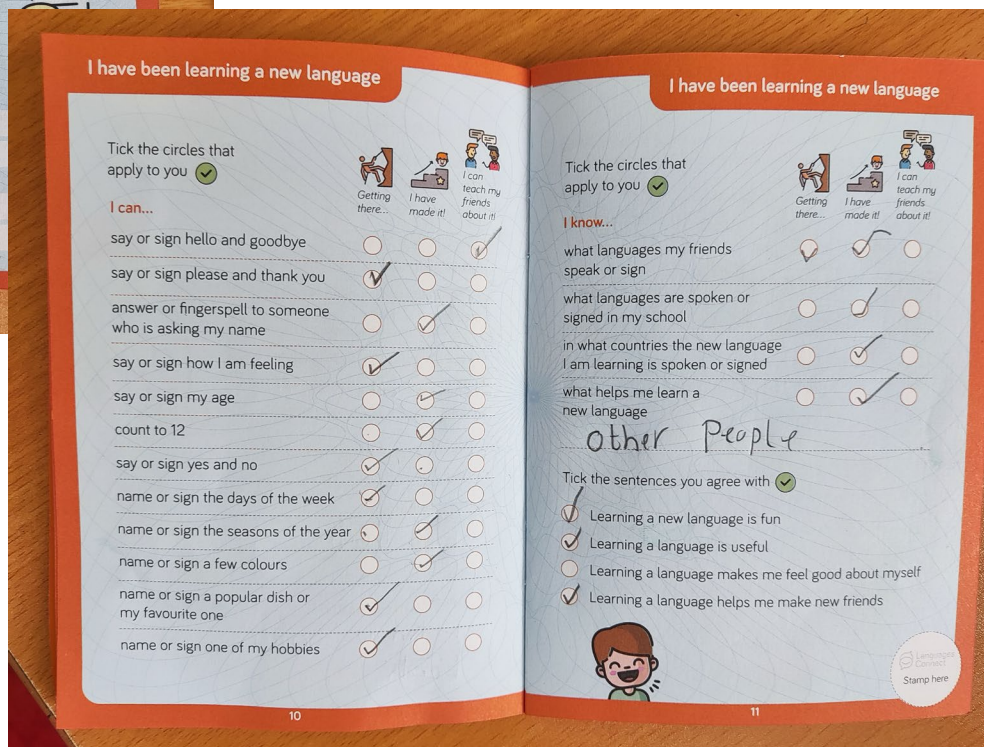 I have been learning a new language
Tick the circles that
apply to you
Getting
there...
I have
made it!
I can
teach my
friends
about it!
I can...
say or sign hello and goodbye
say or sign please and thank you
answer or fingerspell to someone
who is asking my name
say or sign how I am feeling
say or sign my age
count to 12
say or sign yes and no
name or sign the days of the week
name or sign the seasons of the year
name or sign a few colours
name or sign a popular dish or
my favourite one
name or sign one of my hobbies
10
I have been learning a new language
Tick the circles that
apply to you
Getting
there...
I have
made it!
I can
teach my
friends
about it!
I know...
what languages my friends
speak or sign
what languages are spoken or
signed in my school
in what countries the new language
I am learning is spoken or signed
what helps me learn a
new language
other People
Tick the sentences you agree with
Learning a new language is fun
Learning a language is useful
Learning a language makes me feel good about myself
Learning a language helps me make new friends
Languages
Connect
Stamp here
11